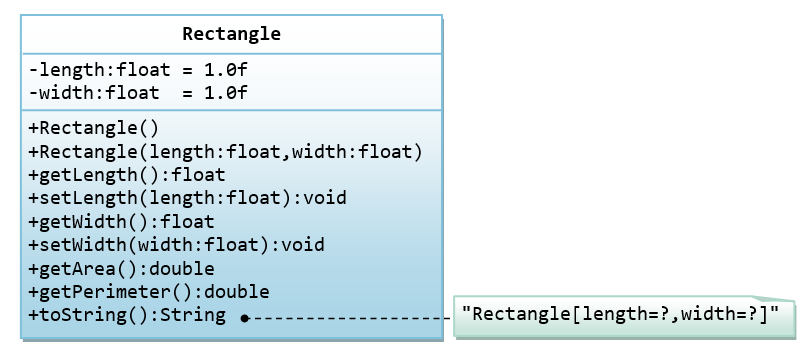 Rectangle
-length:float = 1.0f
-width:float  = 1.0f
+Rectangle()
+Rectangle(length:float,width:float)
+getLength():float
+setLength(length:float):void
+getWidth():float
+setWidth(width:float):void
+getArea():double
+getPerimeter():double
+toString():String
"Rectangle[length=?,width=?]"